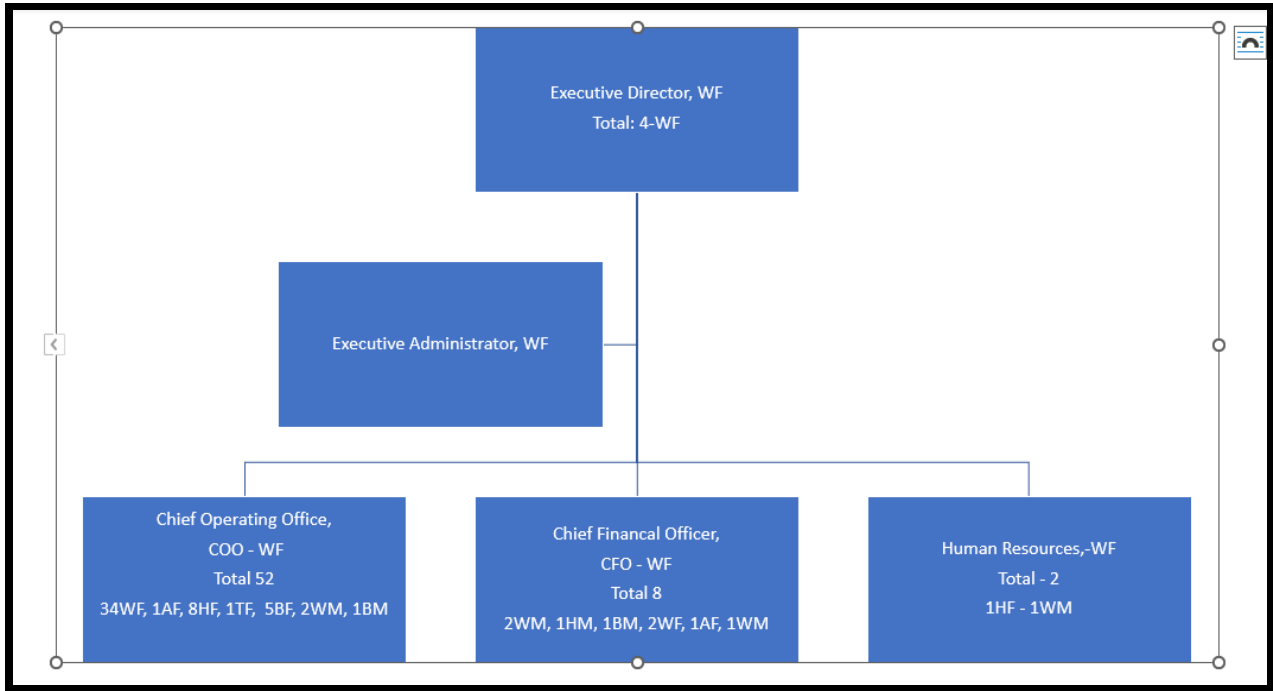 Executive Director, WF
Total: 4-WF
Executive Administrator, WF
Chief Operating Office,
COO - WF
Total 52
34WF, 1AF, 8HF, 1TF,  5BF, 2WM, 1BM
Chief Financal Officer,
CFO - WF
Total 8
2WM, 1HM, 1BM, 2WF, 1AF, 1WM
Human Resources,-WF
Total - 2
1HF - 1WM